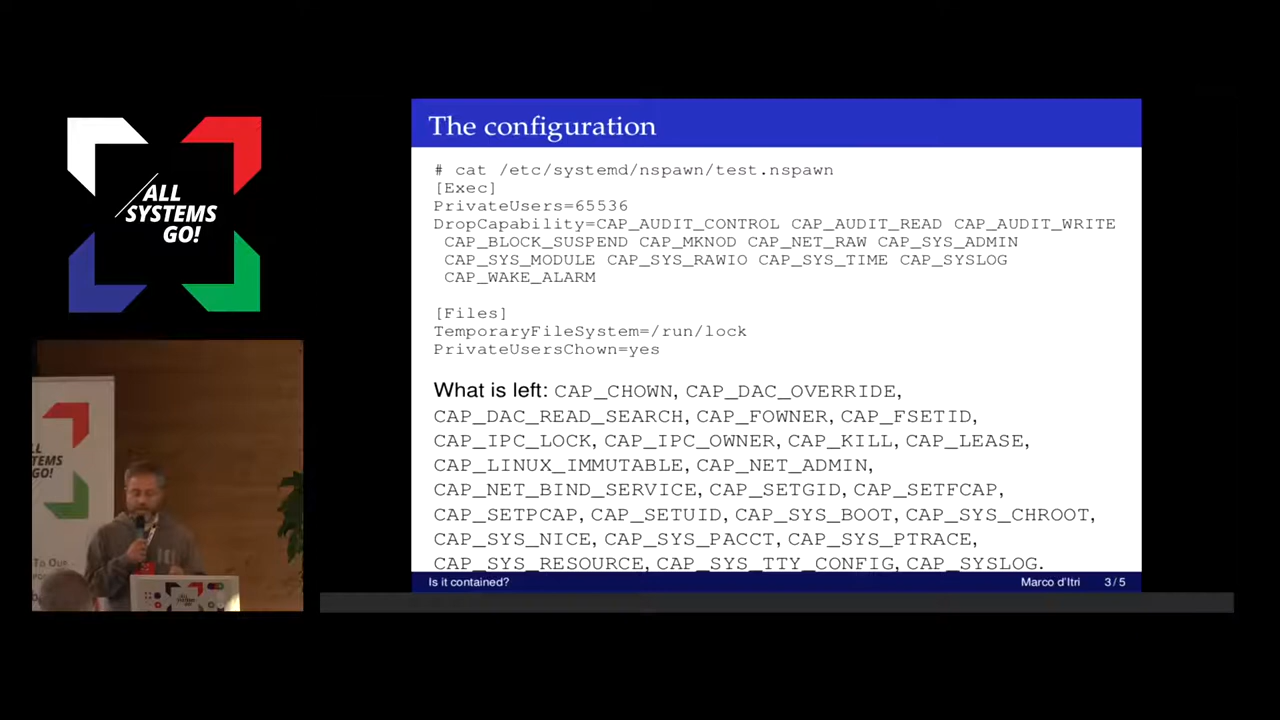 ALL
SYSTEMS
GO!
The configuration
# cat /etc/systemd/nspawn/test.nspawn
[Exec]
PrivateUsers=65536
DropCapability=CAP_AUDIT_CONTROL CAP_AUDIT_READ CAP_AUDIT_WRITE
CAP_BLOCK_SUSPEND CAP_MKNOD CAP_NET_RAW CAP_SYS_ADMIN
CAP_SYS_MODULE CAP_SYS_RAWIO CAP_SYS_TIME CAP_SYSLOG
CAP_WAKE_ALARM
[Files]
TemporaryFileSystem=/run/lock
PrivateUsersChown=yes
What is left: CAP_CHOWN, CAP_DAC_OVERRIDE,
CAP_DAC_READ_SEARCH, CAP_FOWNER, CAP_FSETID,
CAP_IPC_LOCK, CAP_IPC_OWNER, CAP_KILL, CAP_LEASE,
CAP_LINUX_IMMUTABLE, CAP_NET_ADMIN,
CAP_NET_BIND_SERVICE, CAP_SETGID, CAP_SETFCAP,
CAP_SETPCAP, CAP_SETUID, CAP_SYS_BOOT, CAP_SYS_CHROOT,
CAP_SYS_NICE, CAP_SYS_PACCT, CAP_SYS_PTRACE,
CAP_SYS_RESOURCE, CAP_SYS_TTY_CONFIG, CAP_SYSLOG.
Is it contained?
Marco d'Itri 3 / 5